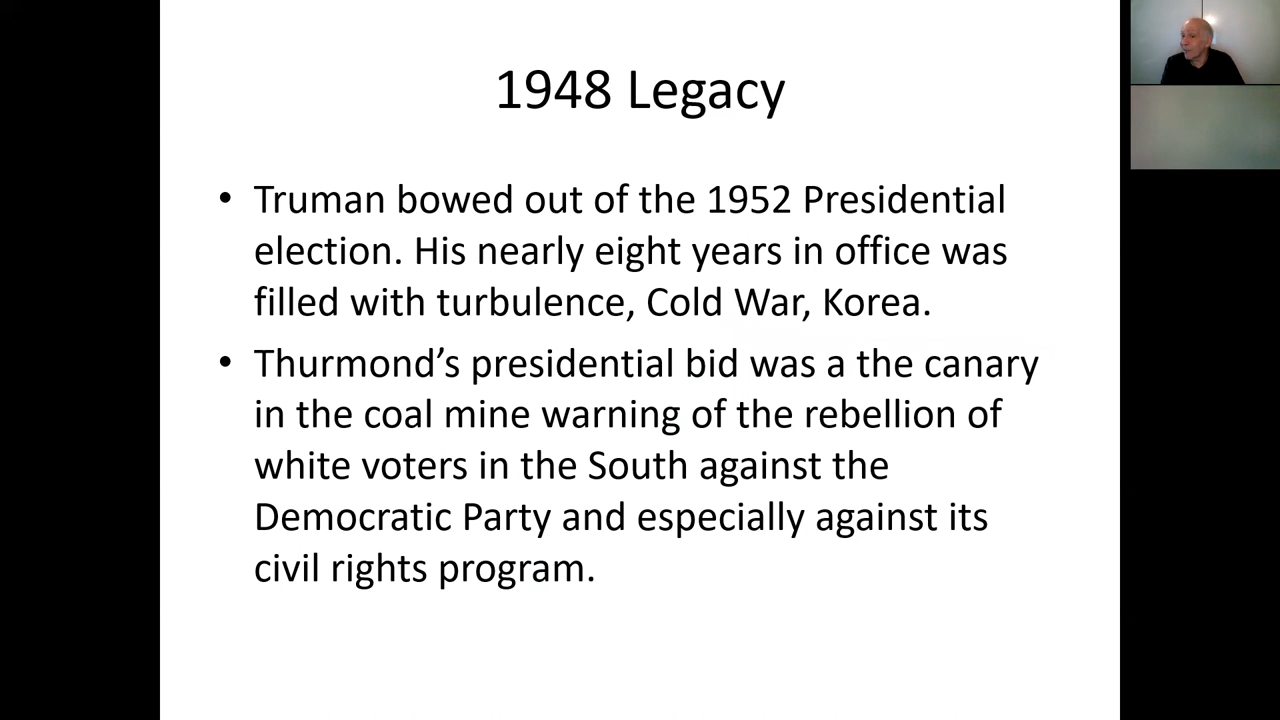 1948 Legacy
• Truman bowed out of the 1952 Presidential
election. His nearly eight years in office was
filled with turbulence, Cold War, Korea.
• Thurmond’s presidential bid was a the canary
in the coal mine warning of the rebellion of
white voters in the South against the
Democratic Party and especially against its
civil rights program.